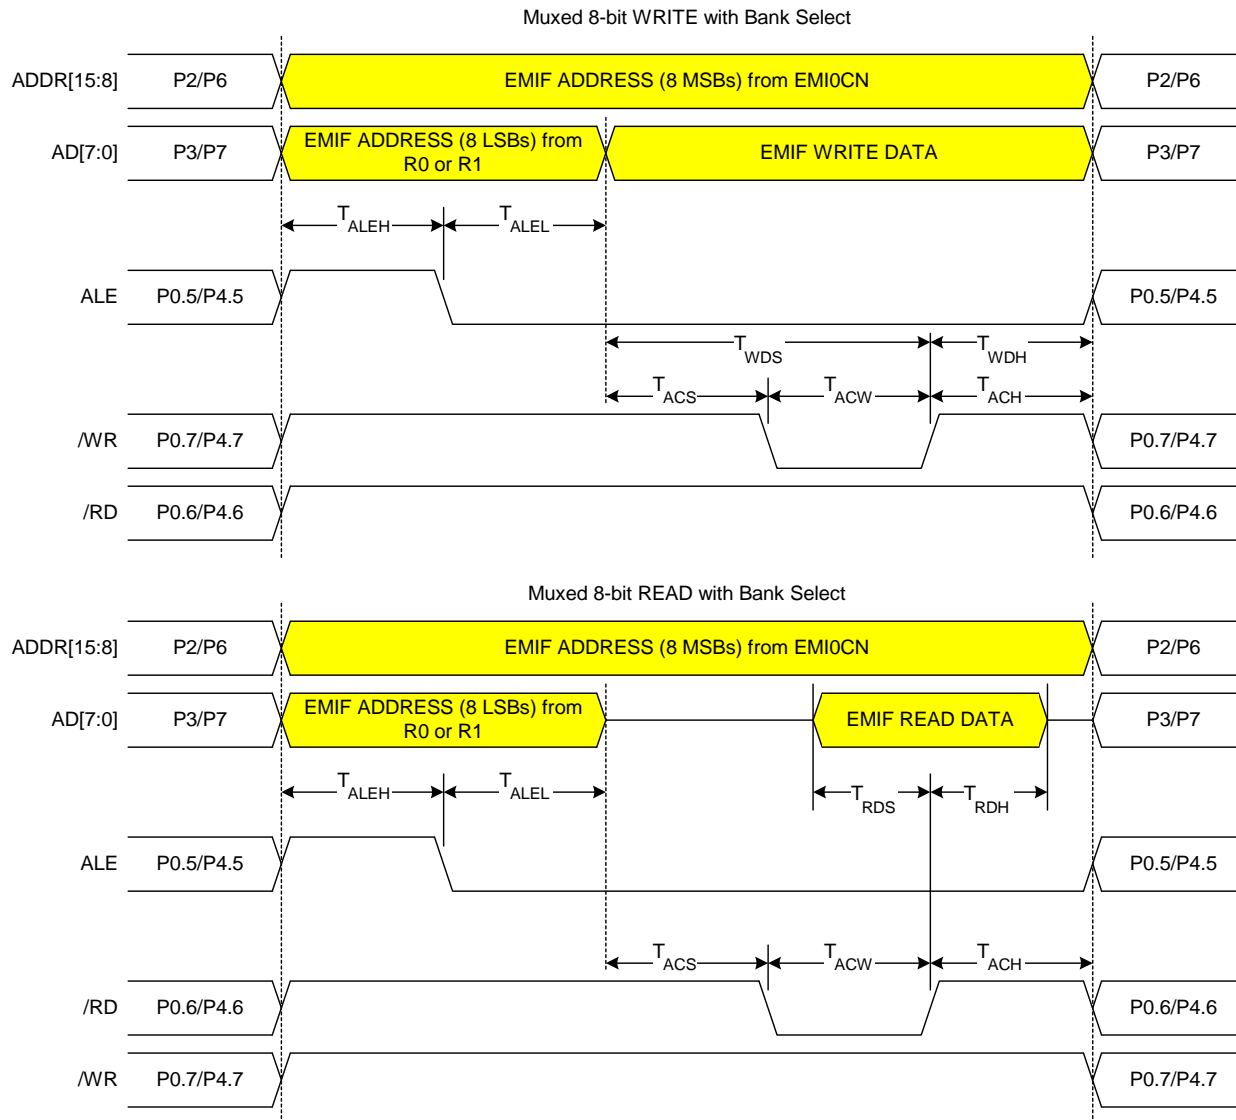 Muxed 8-bit WRITE with Bank Select
ADDR[15:8] P2/P6 EMIF ADDRESS (8 MSBs) from EMI0CN P2/P6
AD[7:0] P3/P7 EMIF ADDRESS (8 LSBs) from
R0 or R1 EMIF WRITE DATA P3/P7
TALEH TALEL
ALE P0.5/P4.5 P0.5/P4.5
TWDS TWDH
TACS TACW TACH
/WR P0.7/P4.7 P0.7/P4.7
/RD P0.6/P4.6 P0.6/P4.6
Muxed 8-bit READ with Bank Select
ADDR[15:8] P2/P6 EMIF ADDRESS (8 MSBs) from EMI0CN P2/P6
AD[7:0] P3/P7 EMIF ADDRESS (8 LSBs) from
R0 or R1 EMIF READ DATA P3/P7
TALEH TALEL TRDS TRDH
ALE P0.5/P4.5 P0.5/P4.5
TACS TACW TACH
/RD P0.6/P4.6 P0.6/P4.6
/WR P0.7/P4.7 P0.7/P4.7